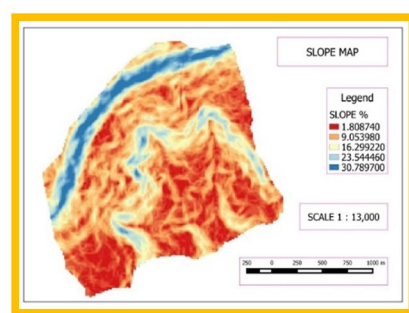 SLOPE MAP
Legend
SLOPE %
1.808740
9.053980
16.299220
23.544460
30.789700
SCALE 1 : 13,000
250 0 250 500 750 1000 m